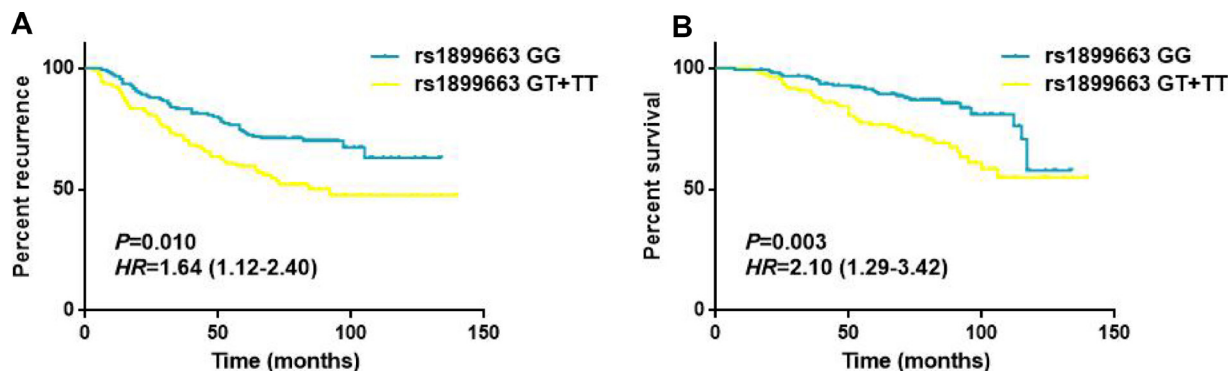 A
rs1899663 GG
rs1899663 GT+TT
100
50
0
Percent recurrence
P=0.010
HR=1.64 (1.12-2.40)
0 50 100 150
Time (months)
B
rs1899663 GG
rs1899663 GT+TT
100
50
0
Percent survival
P=0.003
HR=2.10 (1.29-3.42)
0 50 100 150
Time (months)